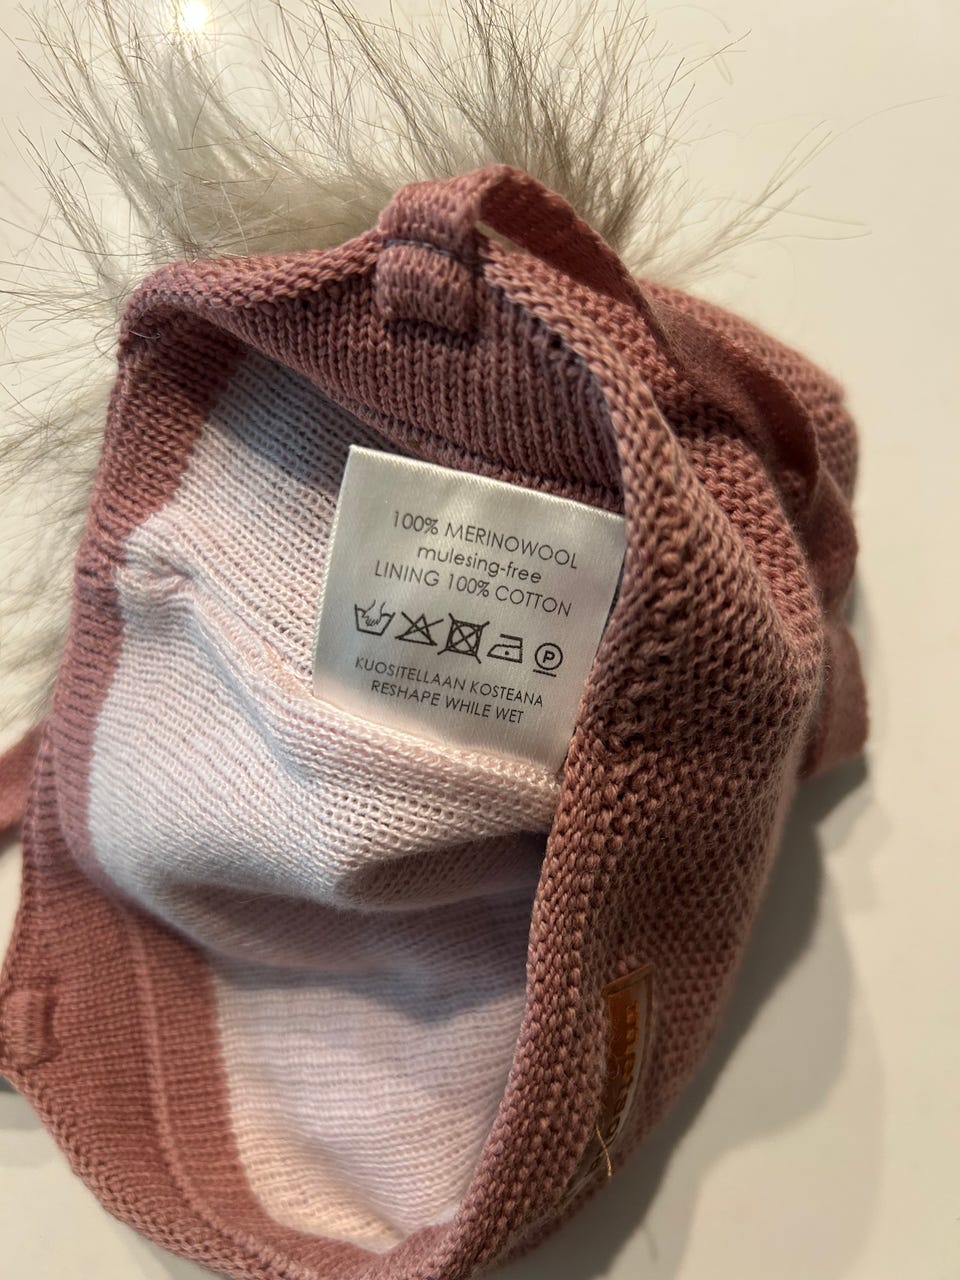 100% MERINOWOOL
mulesing-free
LINING 100% COTTON
P
KUOSITELLAAN KOSTEANA
RESHAPE WHILE WET